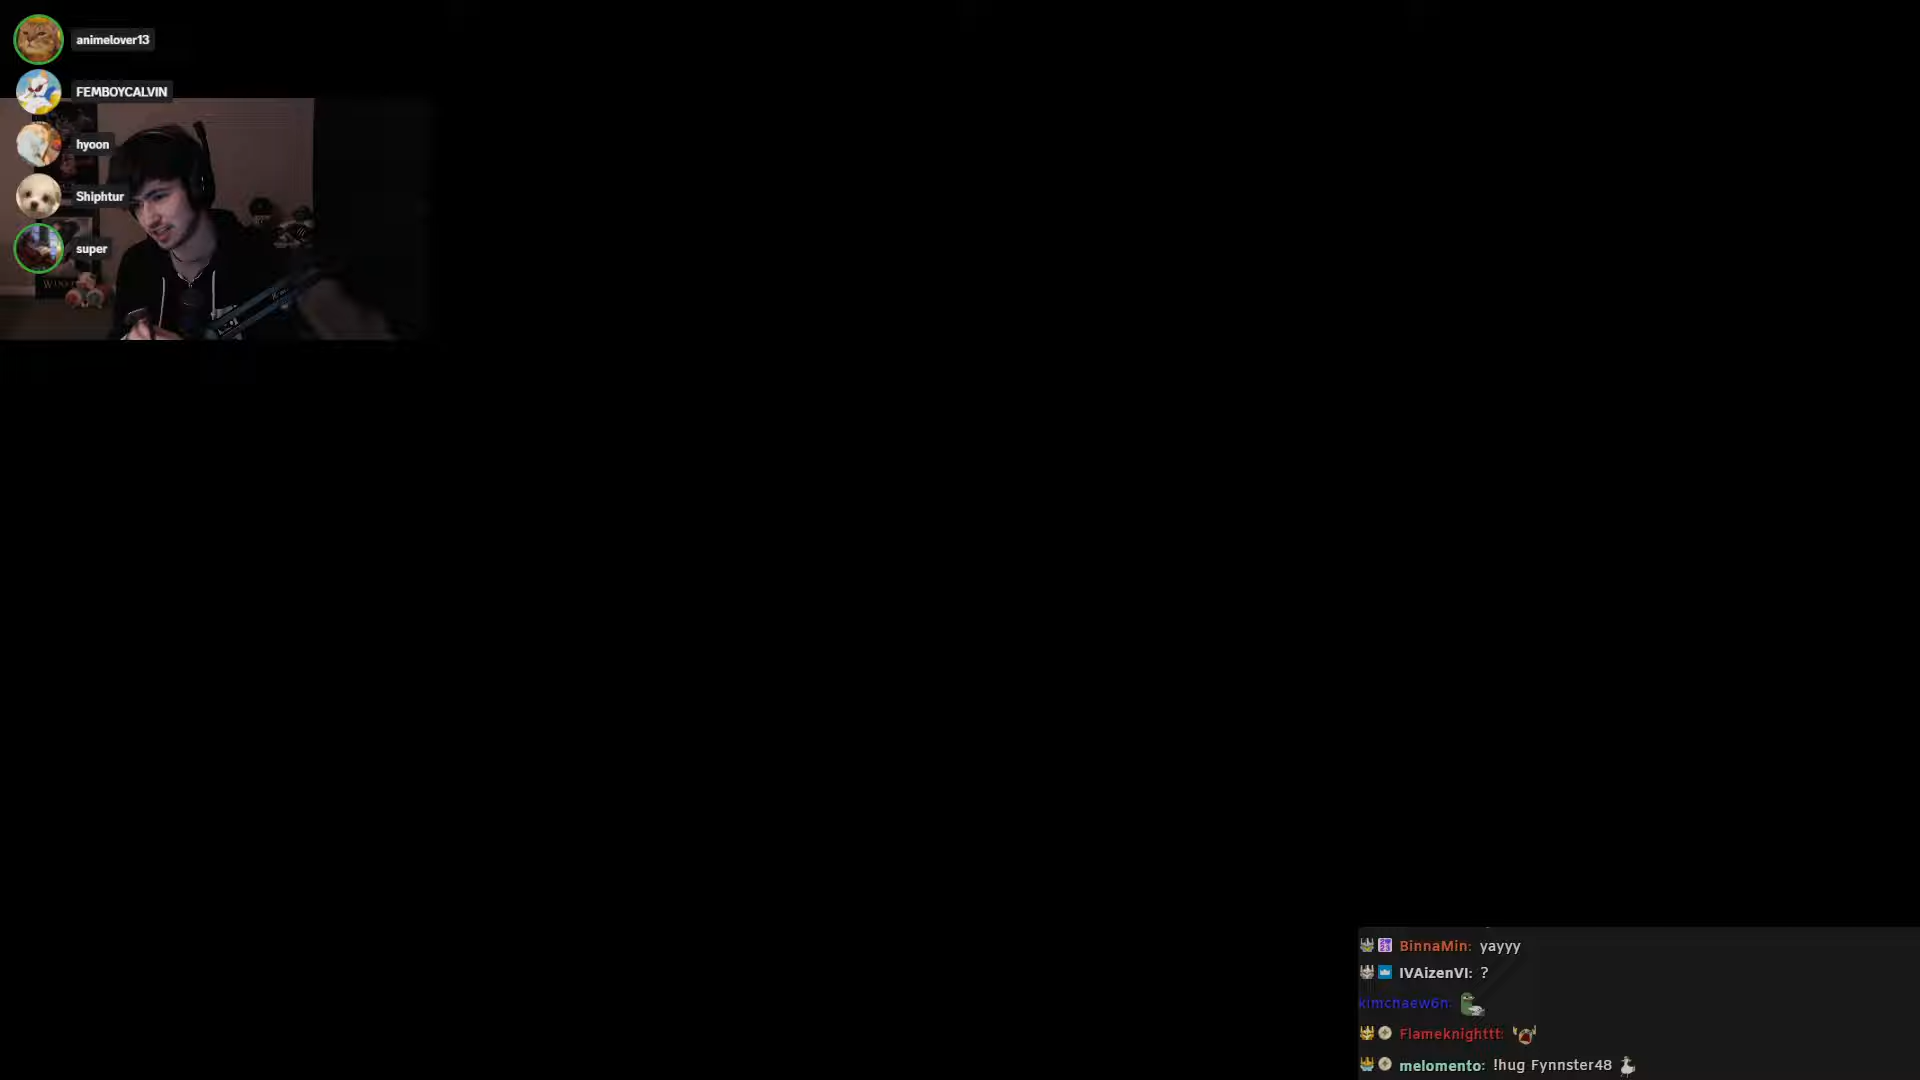 animelover13
FEMBOYCALVIN
hyoon
Shiphtur
super
BinnaMin: yayyy
IVAizenVI: ?
kimchaew6n:
Flameknighttt:
melomento: !hug Fynnster48